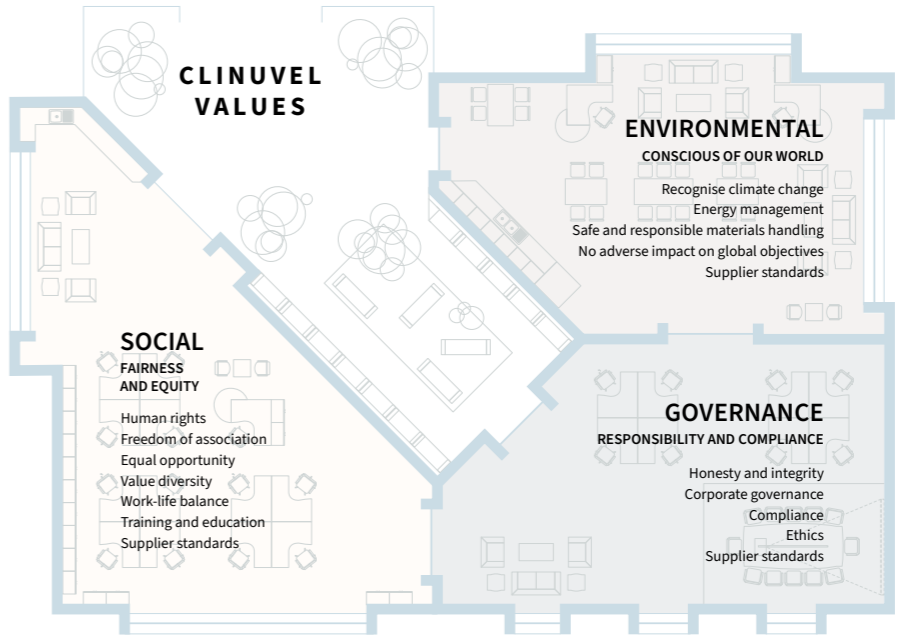 CLINUVEL
VALUES
ENVIRONMENTAL
CONSCIOUS OF OUR WORLD
Recognise climate change
Energy management
Safe and responsible materials handling
No adverse impact on global objectives
Supplier standards
SOCIAL
FAIRNESS
AND EQUITY
Human rights
Freedom of association
Equal opportunity
Value diversity
Work-life balance
Training and education
Supplier standards
GOVERNANCE
RESPONSIBILITY AND COMPLIANCE
Honesty and integrity
Corporate governance
Compliance
Ethics
Supplier standards